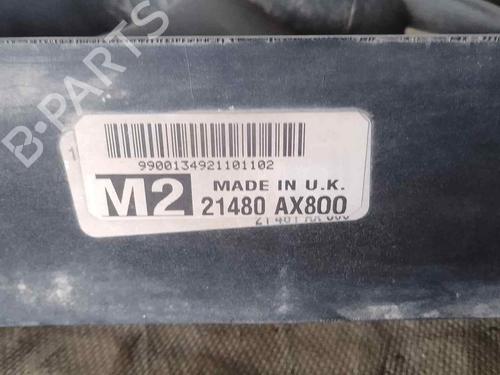 B-PARTS
9900134921101102
M2
MADE IN U.K.
21480 AX800